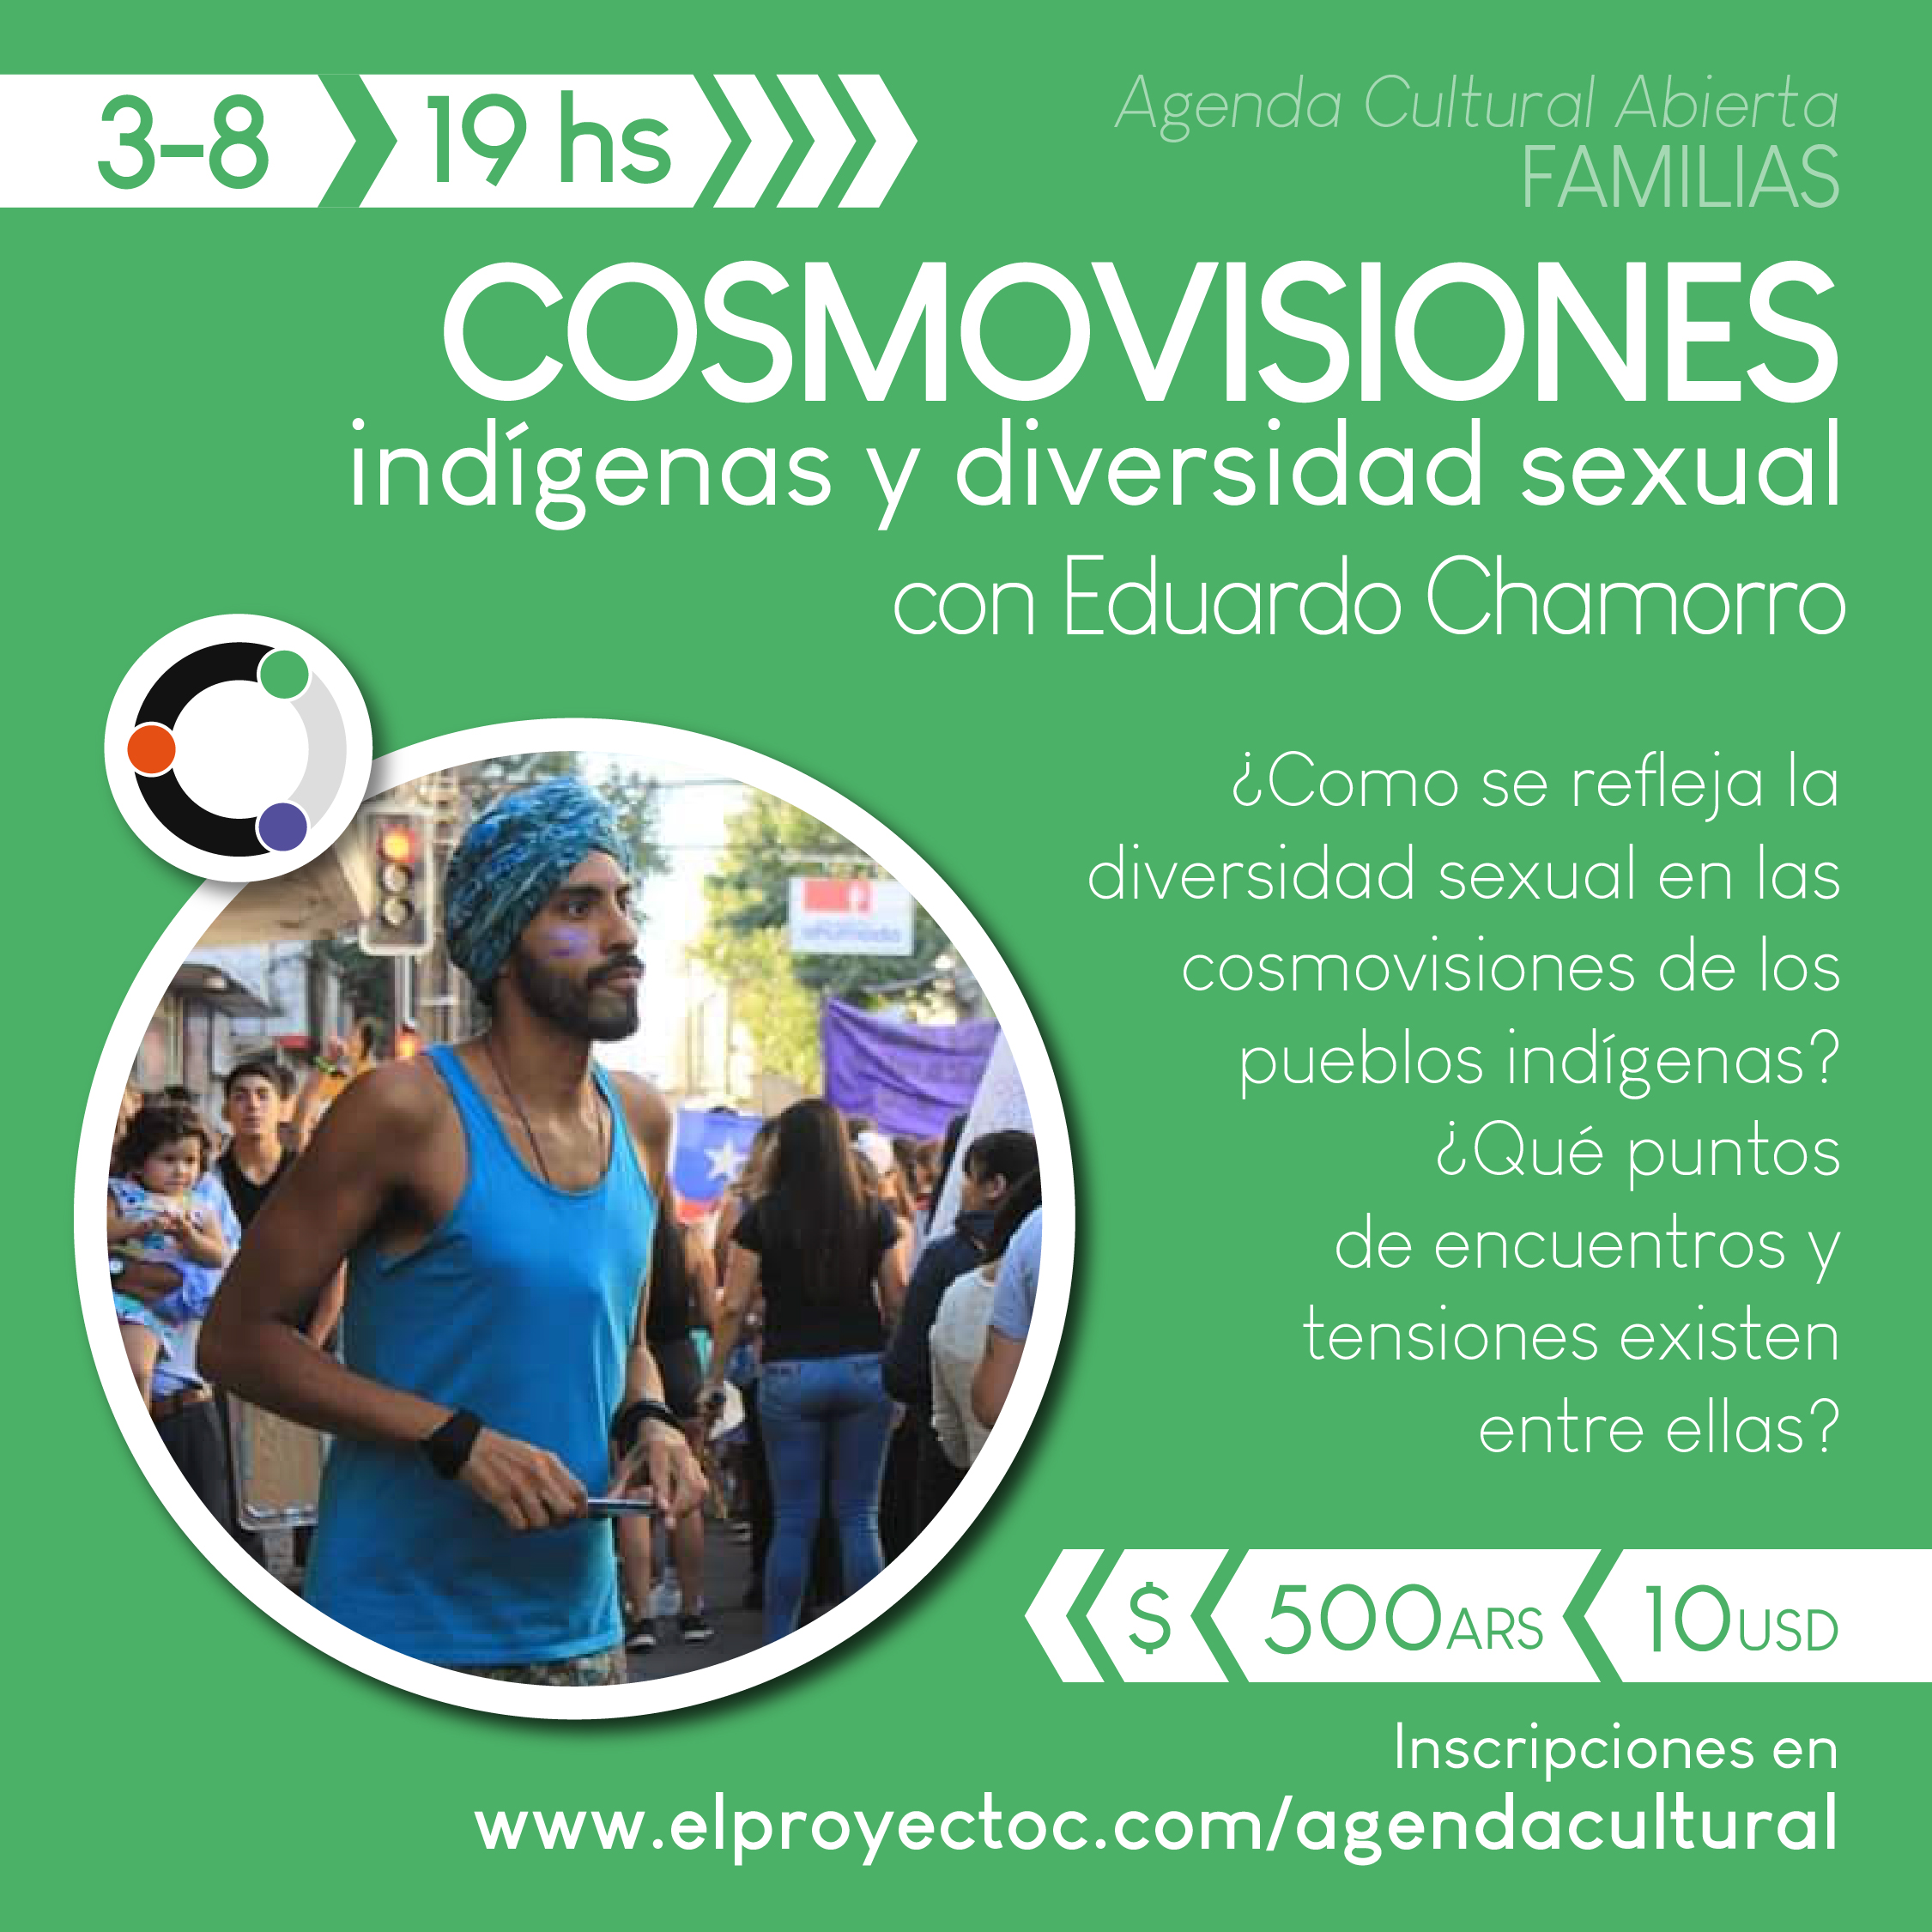 3-8 19 hs
Agenda Cultural Abierta
FAMILIAS
COSMOVISIONES
indígenas y diversidad sexual
con Eduardo Chamorro
¿Como se refleja la
diversidad sexual en las
cosmovisiones de los
pueblos indígenas?
¿Qué puntos
de encuentros y
tensiones existen
entre ellas?
$ 500ARS 10USD
Inscripciones en
www.elproyectoc.com/agendacultural